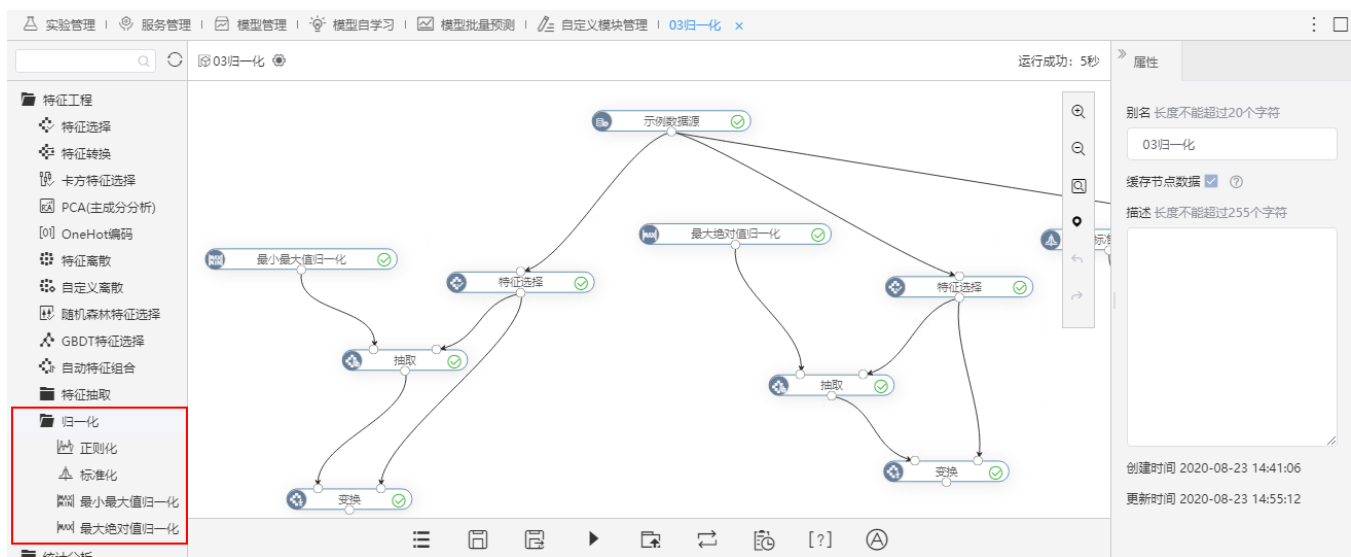 实验管理 服务管理 模型管理 模型自学习 模型批量预测 自定义模块管理 03归一化 ×
03归一化 运行成功：5秒
属性
特征工程
特征选择
特征转换
卡方特征选择
PCA(主成分分析)
[01] OneHot编码
特征离散
自定义离散
随机森林特征选择
GBDT特征选择
自动特征组合
特征抽取
归一化
正则化
标准化
最小最大值归一化
最大绝对值归一化
统计分析
示例数据源
最小最大值归一化
特征选择
抽取
变换
最大绝对值归一化
特征选择
抽取
变换
标准
别名 长度不能超过20个字符
03归一化
缓存节点数据
描述 长度不能超过255个字符
创建时间 2020-08-23 14:41:06
更新时间 2020-08-23 14:55:12
[?]